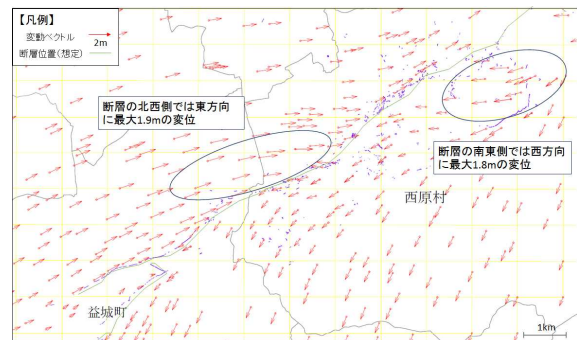 【凡例】
変動ベクトル
2m
断層位置(想定)
断層の北西側では東方向
に最大1.9mの変位
断層の南東側では西方向
に最大1.8mの変位
西原村
益城町
1km